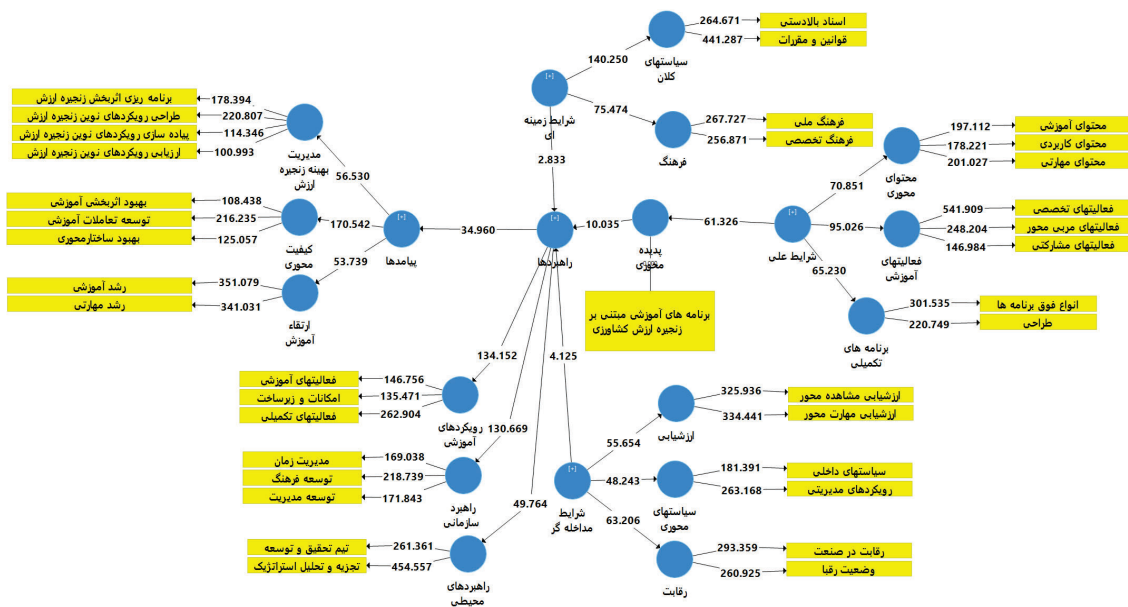 264.671
اسناد بالادستی
441.287
قوانین و مقررات
140.250
سیاستهای
کلان
[+]
شرایط زمینه
ای
75.474
267.727
فرهنگ ملی
256.871
فرهنگ تخصصی
فرهنگ
2.833
197.112
محتوای آموزشی
178.221
محتوای کاربردی
201.027
محتوای مهارتی
محتوای
محوری
70.851
541.909
فعالیتهای تخصصی
248.204
فعالیتهای مربی محور
146.984
فعالیتهای مشارکتی
فعالیتهای
آموزش
95.026
[+]
شرایط علی
65.230
301.535
انواع فوق برنامه ها
220.749
طراحی
برنامه های
تکمیلی
61.326
پدیده
محوری
برنامه های آموزشی مبتنی بر
زنجیره ارزش کشاورزی
10.035
[+]
راهبردها
34.960
[+]
پیامدها
56.530
مدیریت
بهینه زنجیره
ارزش
178.394
برنامه ریزی اثربخش زنجیره ارزش
220.807
طراحی رویکردهای نوین زنجیره ارزش
114.346
پیاده سازی رویکردهای نوین زنجیره ارزش
100.993
ارزیابی رویکردهای نوین زنجیره ارزش
170.542
کیفیت
محوری
108.438
بهبود اثربخشی آموزشی
216.235
توسعه تعاملات آموزشی
125.057
بهبود ساختارمحوری
53.739
ارتقاء
آموزش
351.079
رشد آموزشی
341.031
رشد مهارتی
134.152
رویکردهای
آموزشی
146.756
فعالیتهای آموزشی
135.471
امکانات و زیرساخت
262.904
فعالیتهای تکمیلی
130.669
راهبرد
سازمانی
169.038
مدیریت زمان
218.739
توسعه فرهنگ
171.843
توسعه مدیریت
49.764
راهبردهای
محیطی
261.361
تیم تحقیق و توسعه
454.557
تجزیه و تحلیل استراتژیک
4.125
[+]
شرایط
مداخله گر
55.654
ارزشیابی
325.936
ارزشیابی مشاهده محور
334.441
ارزشیابی مهارت محور
48.243
سیاستهای
محوری
181.391
سیاستهای داخلی
263.168
رویکردهای مدیریتی
63.206
رقابت
293.359
رقابت در صنعت
260.925
وضعیت رقبا